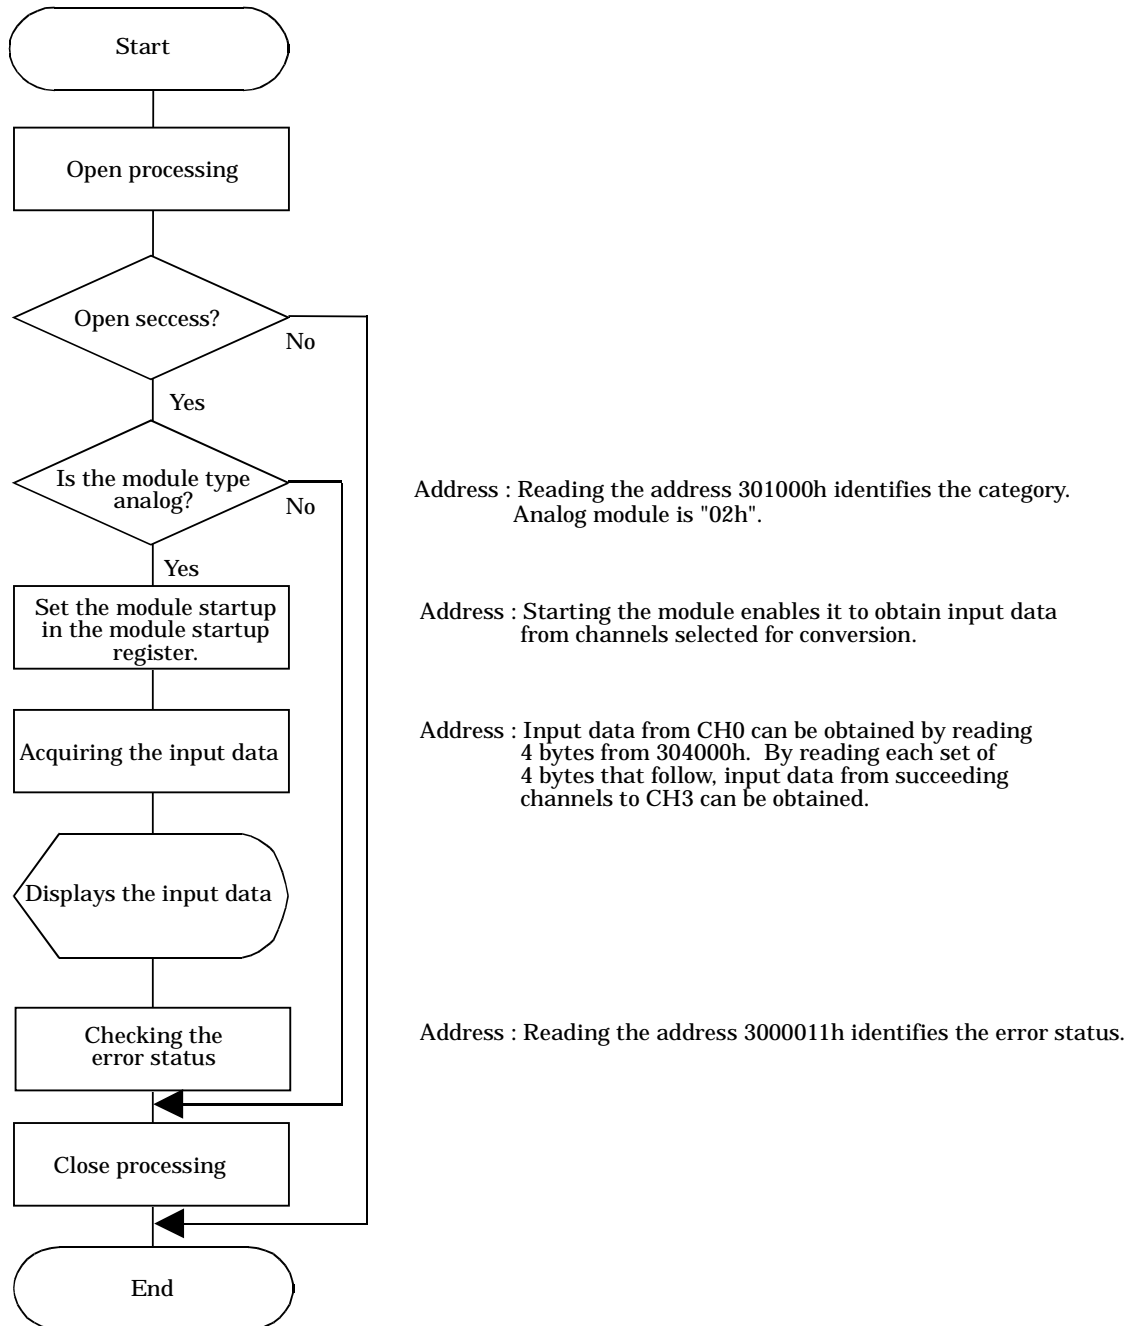 Start
Open processing
Open seccess?
No
Yes
Is the module type
analog?
No
Address : Reading the address 301000h identifies the category.
Analog module is "02h".
Yes
Set the module startup
in the module startup
register.
Address : Starting the module enables it to obtain input data
from channels selected for conversion.
Acquiring the input data
Address : Input data from CH0 can be obtained by reading
4 bytes from 304000h. By reading each set of
4 bytes that follow, input data from succeeding
channels to CH3 can be obtained.
Displays the input data
Checking the
error status
Address : Reading the address 3000011h identifies the error status.
Close processing
End